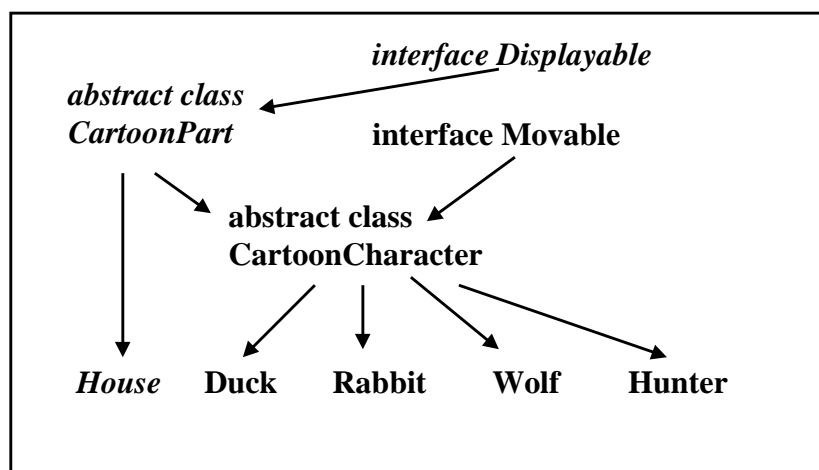 interface Displayable
abstract class
CartoonPart
interface Movable
abstract class
CartoonCharacter
House Duck Rabbit Wolf Hunter